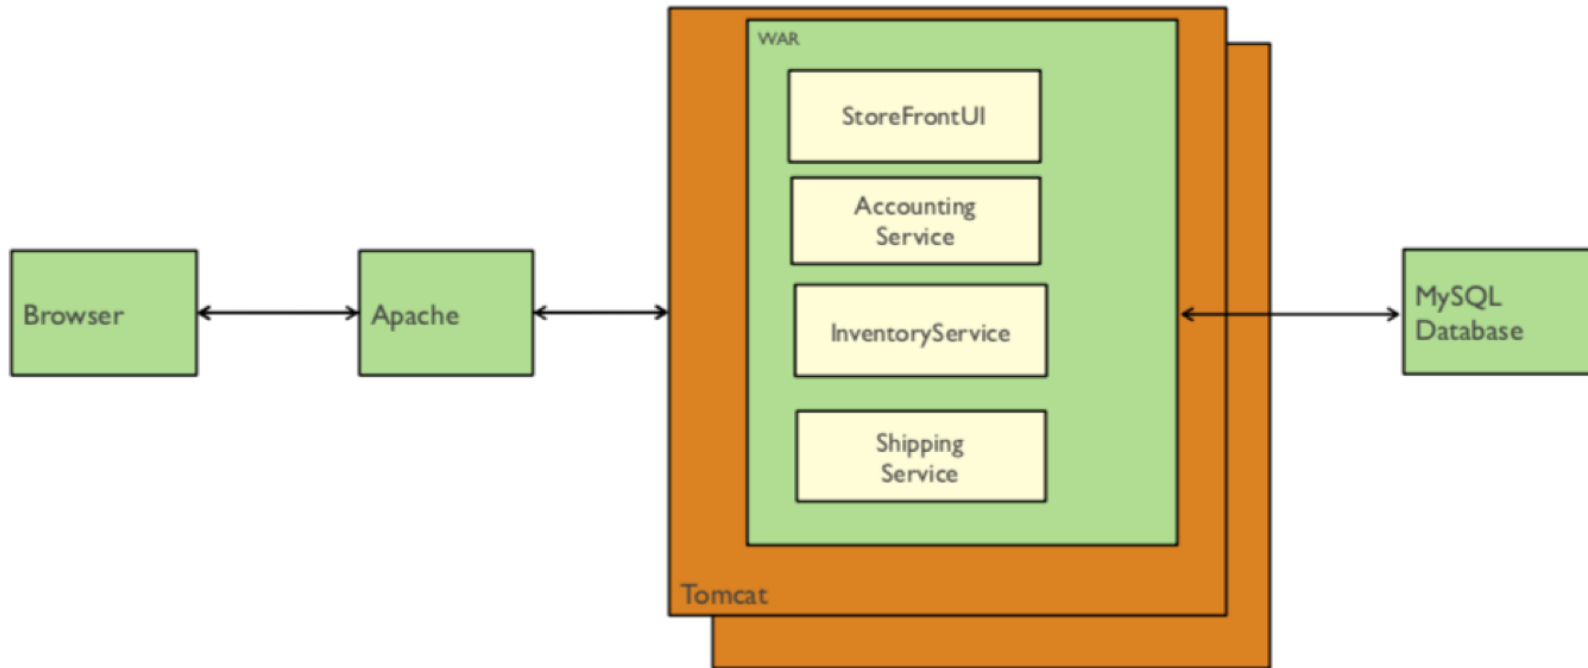 WAR
StoreFrontUI
Accounting
Service
Browser
Apache
InventoryService
MySQL
Database
Shipping
Service
Tomcat